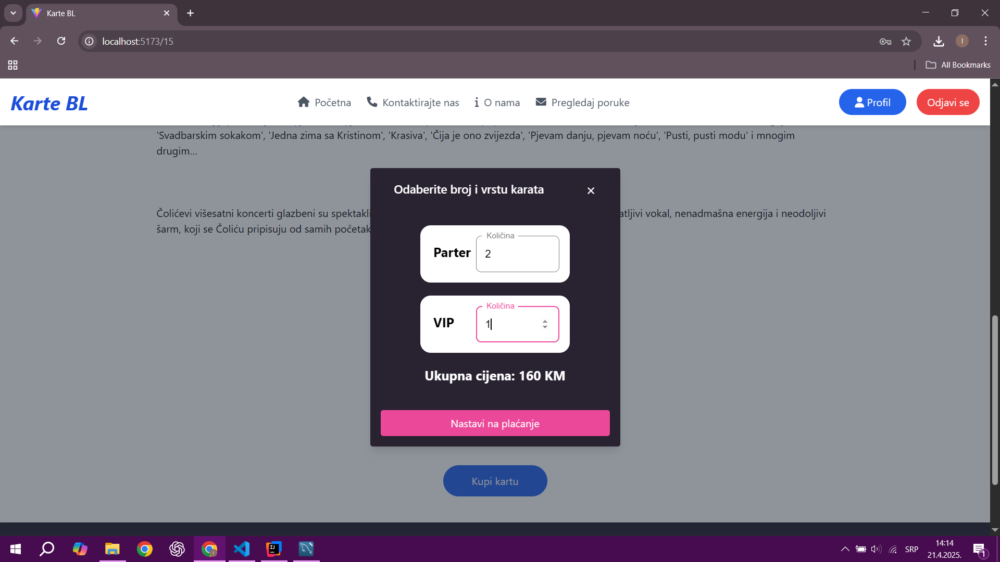 Karte BL
localhost:5173/15
All Bookmarks
Karte BL
Početna
Kontaktirajte nas
O nama
Pregledaj poruke
Profil
Odjavi se
'Svadbarskim sokakom', 'Jedna zima sa Kristinom', 'Krasiva', 'Čija je ono zvijezda', 'Pjevam danju, pjevam noću', 'Pusti, pusti modu' i mnogim
drugim...
Čolićevi višesatni koncerti glazbeni su spektakli
atljivi vokal, nenadmašna energija i neodoljivi
šarm, koji se Čoliću pripisuju od samih početak
Odaberite broj i vrstu karata
Količina
Parter
2
Količina
VIP
1
Ukupna cijena: 160 KM
Nastavi na plaćanje
Kupi kartu
SRP
14:14
21.4.2025.
1